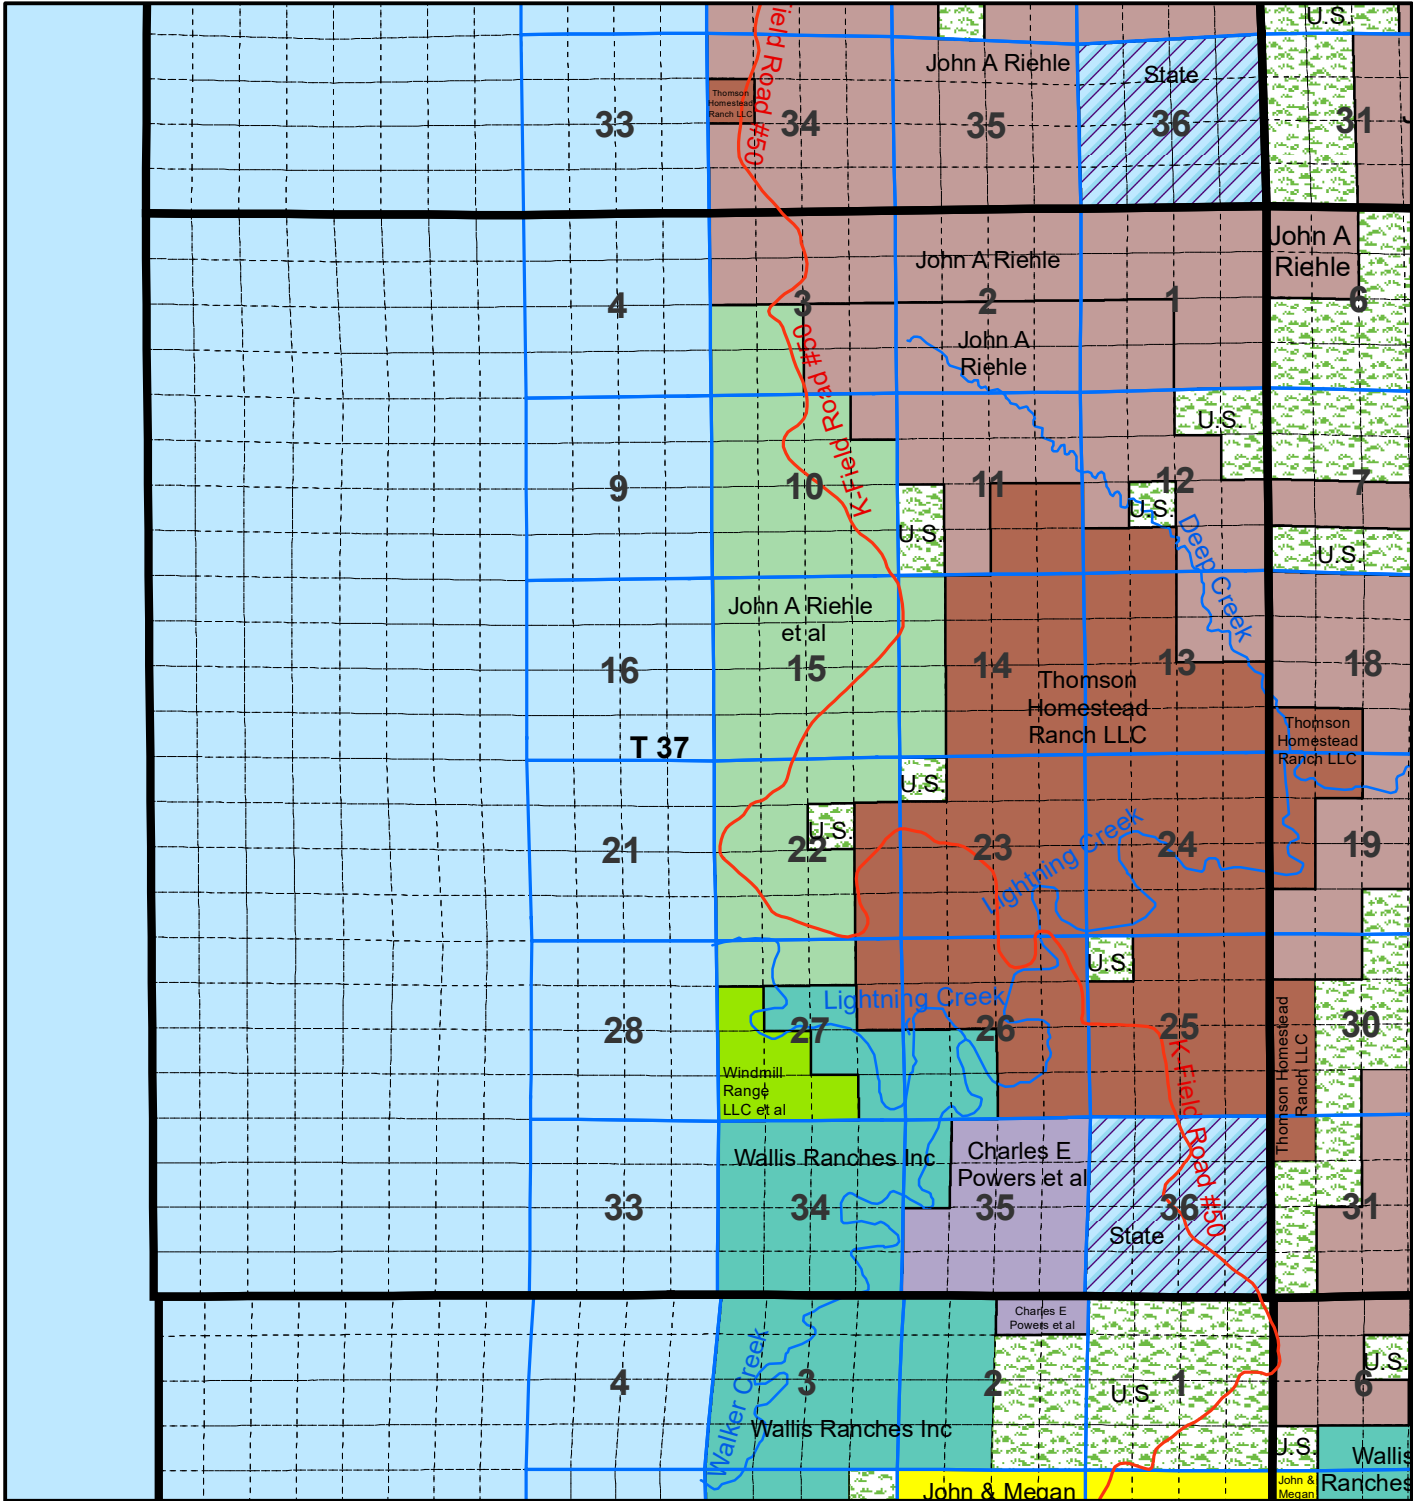 U.S.
ield Road #50
John A Riehle
State
Thomson
Homestead
Ranch LLC
33
34
35
36
31
John A Riehle
John A
Riehle
4
3
2
1
6
John A
Riehle
K-Field Road #50
U.S.
9
10
11
12
7
U.S.
U.S.
Deep Creek
U.S.
John A Riehle
et al
16
15
14
13
18
Thomson
Homestead
Ranch LLC
Thomson
Homestead
Ranch LLC
T 37
U.S.
U.S.
21
22
23
24
19
Lightning Creek
U.S.
Lightning Creek
28
27
26
25
30
Thomson Homestead
Ranch LLC
Windmill
Range
LLC et al
K-Field Road #50
Wallis Ranches Inc
Charles E
Powers et al
33
34
35
36
31
State
Charles E
Powers et al
Walker Creek
4
3
2
1
6
U.S.
U.S.
Wallis Ranches Inc
U.S.
Wallis
Ranches
John & Megan
John &
Megan